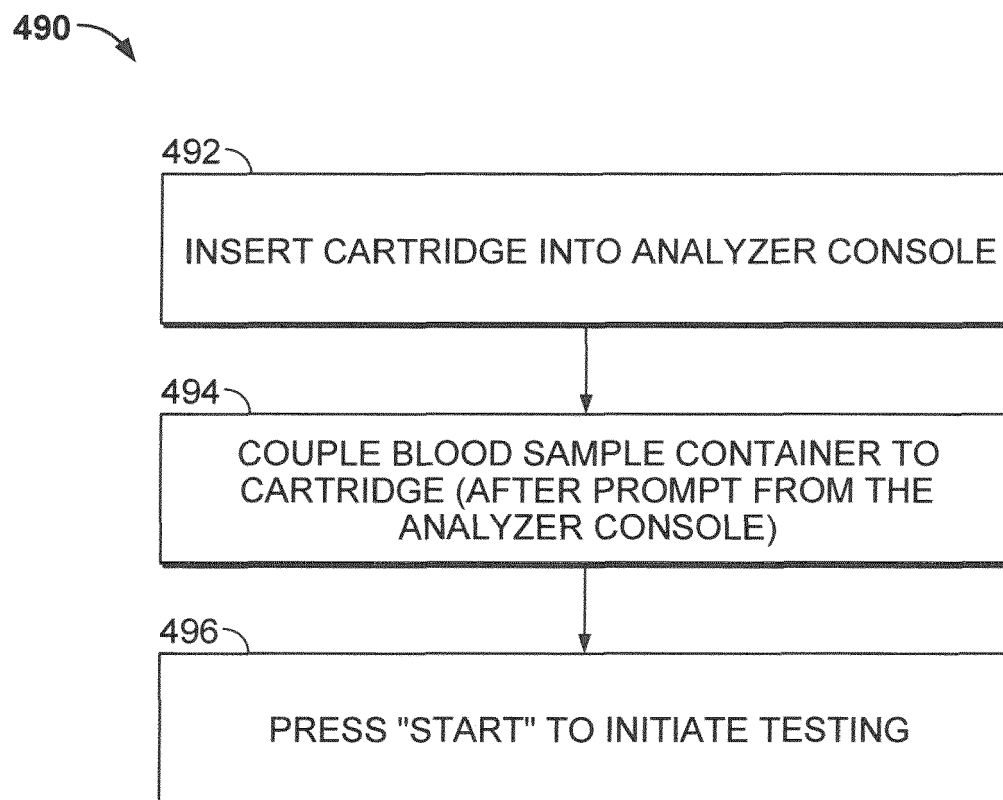 490
492
INSERT CARTRIDGE INTO ANALYZER CONSOLE
494
COUPLE BLOOD SAMPLE CONTAINER TO
CARTRIDGE (AFTER PROMPT FROM THE
ANALYZER CONSOLE)
496
PRESS "START" TO INITIATE TESTING